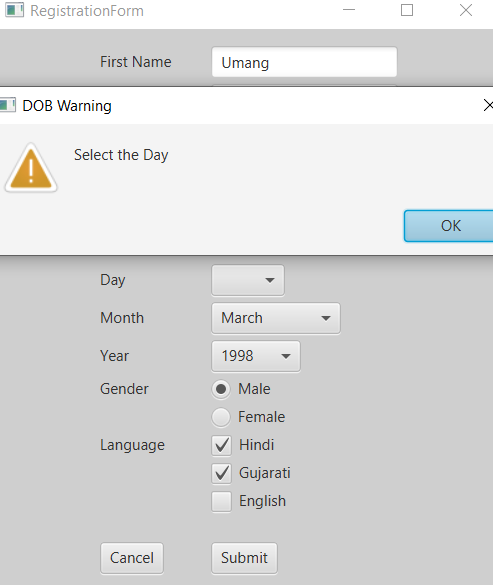 RegistrationForm
First Name Umang
DOB Warning
Select the Day
OK
Day
Month March
Year 1998
Gender Male
Female
Language Hindi
Gujarati
English
Cancel Submit